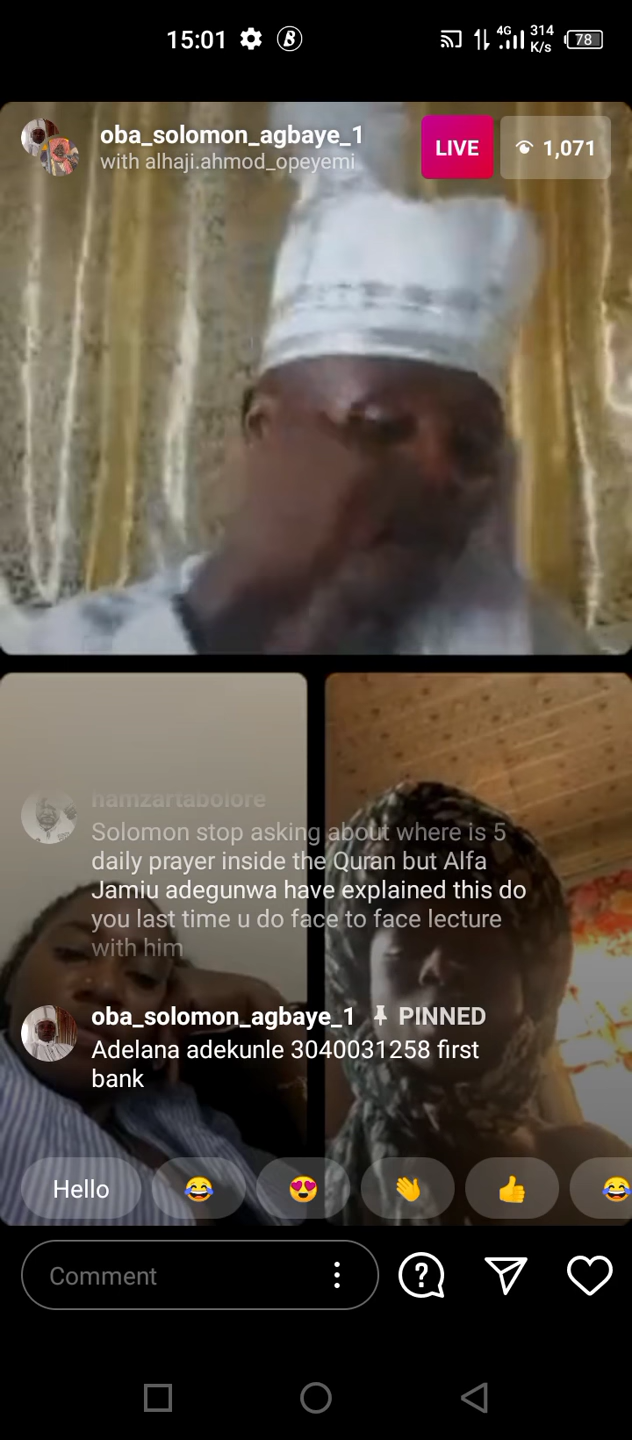 15:01
4G
314
K/s
78
oba_solomon_agbaye_1
with alhaji.ahmod_opeyemi
LIVE
1,071
hamzartabolore
Solomon stop asking about where is 5
daily prayer inside the Quran but Alfa
Jamiu adegunwa have explained this do
you last time u do face to face lecture
with him
oba_solomon_agbaye_1 PINNED
Adelana adekunle 3040031258 first
bank
Hello
Comment